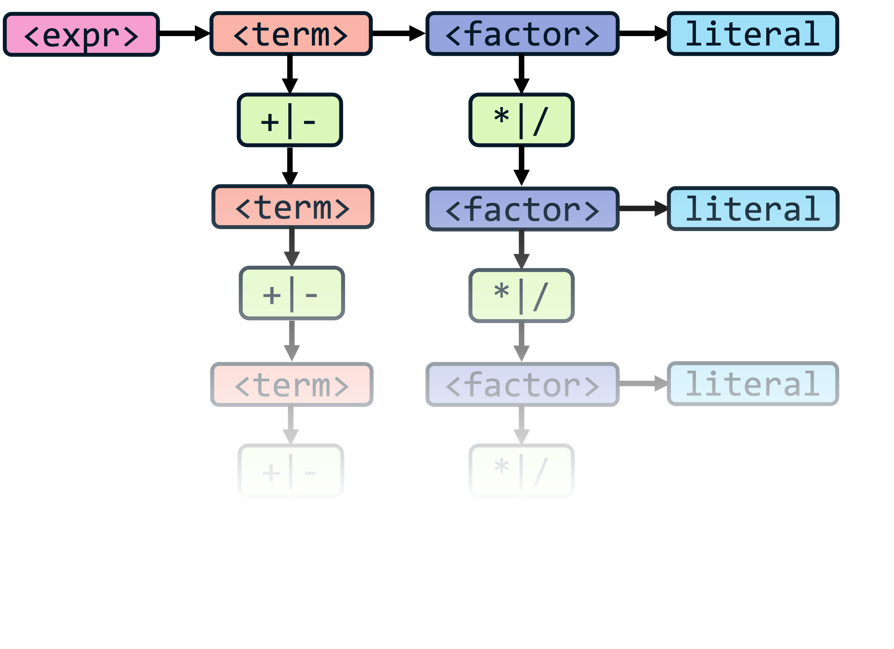 <expr> <term> <factor> literal
+|- *|/
<term> <factor> literal
+|- *|/
<term> <factor> literal
+|- *|/